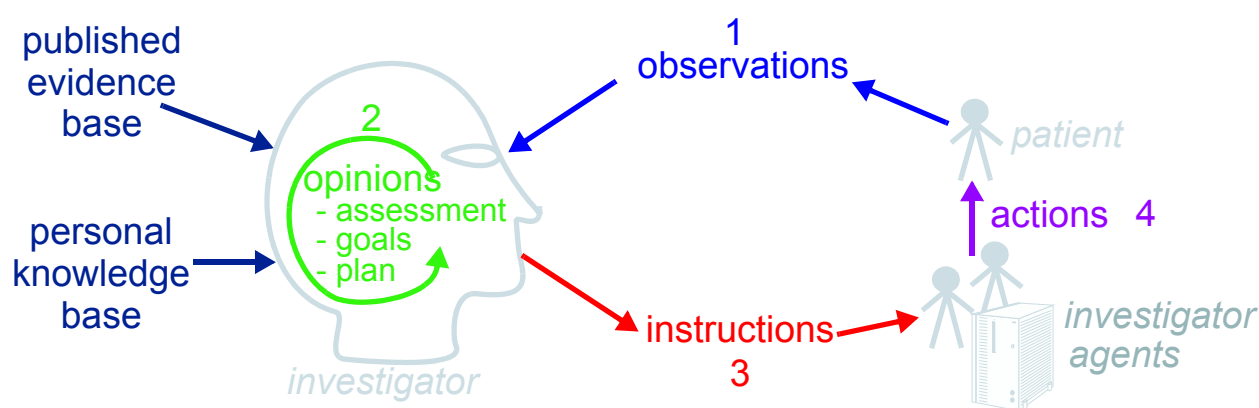 published
evidence
base
personal
knowledge
base
2
opinions
- assessment
- goals
- plan
investigator
1
observations
patient
actions 4
instructions
3
investigator
agents